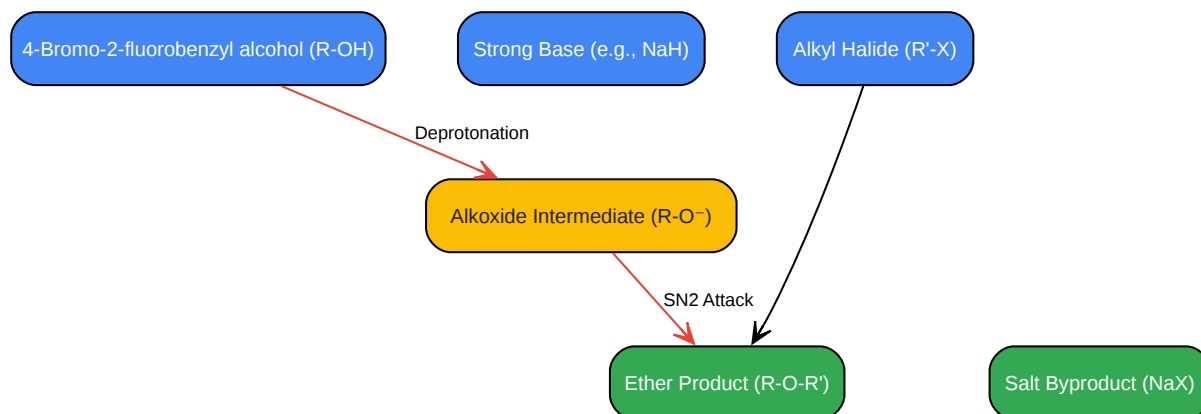 4-Bromo-2-fluorobenzyl alcohol (R-OH)
Strong Base (e.g., NaH)
Alkyl Halide (R'-X)
Deprotonation
Alkoxide Intermediate (R-O⁻)
SN2 Attack
Ether Product (R-O-R')
Salt Byproduct (NaX)